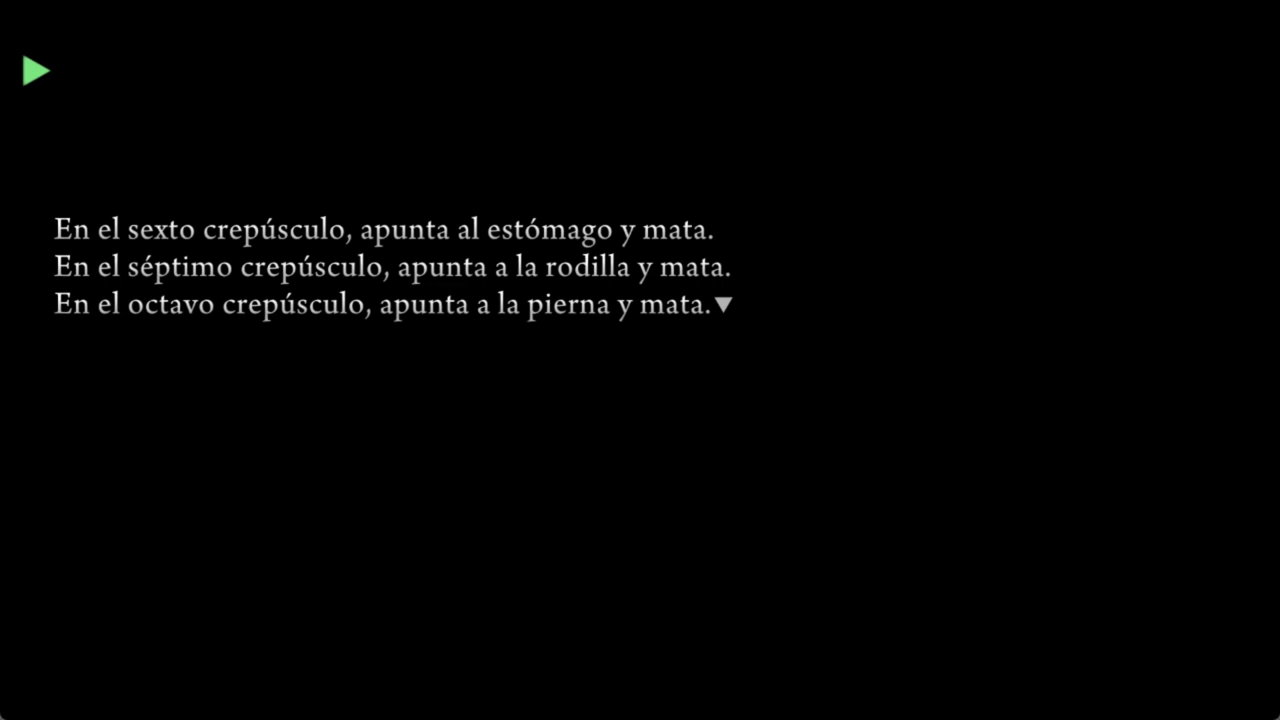 En el sexto crepúsculo, apunta al estómago y mata.
En el séptimo crepúsculo, apunta a la rodilla y mata.
En el octavo crepúsculo, apunta a la pierna y mata.